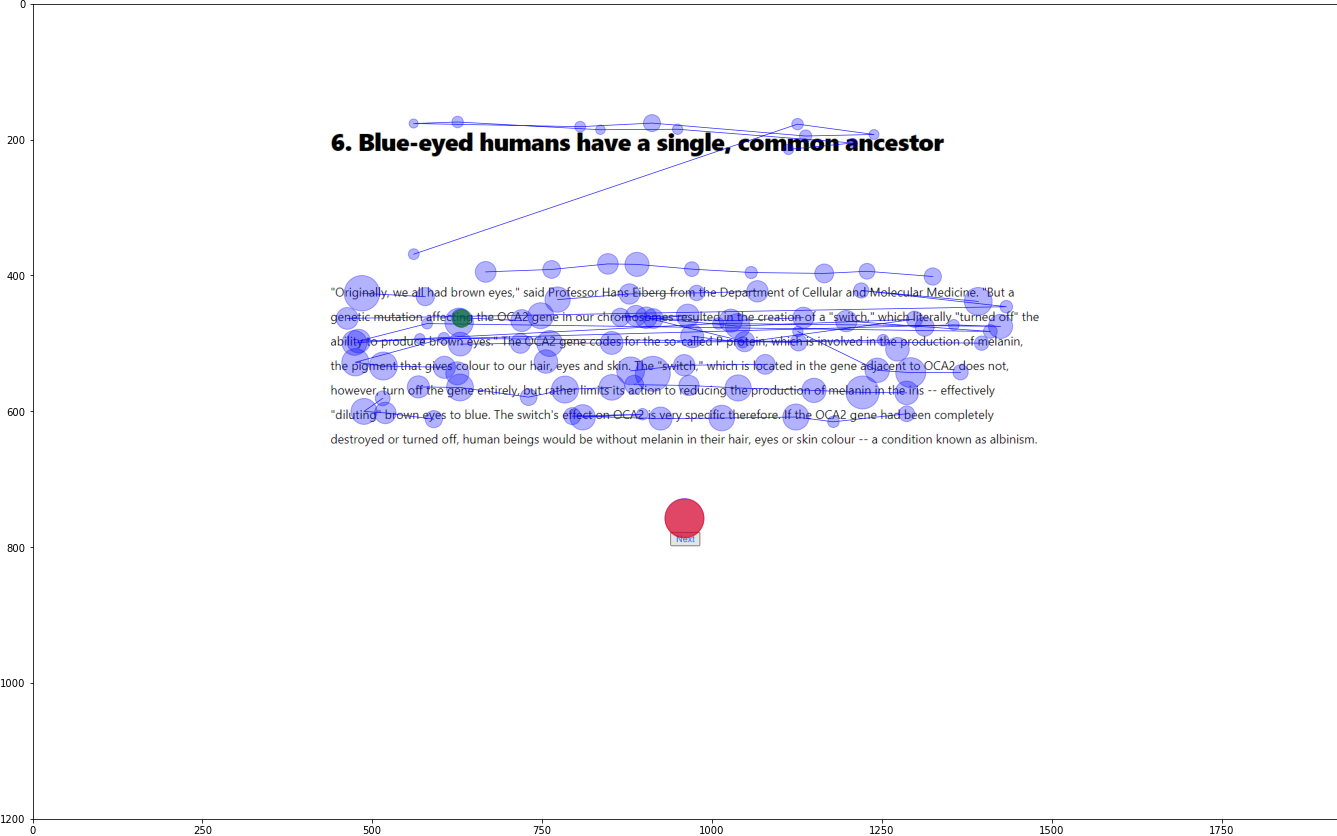 0
200
400
600
800
1000
1200
6. Blue-eyed humans have a single, common ancestor
"Originally, we all had brown eyes," said Professor Hans Eiberg from the Department of Cellular and Molecular Medicine. "But a
genetic mutation affecting the OCA2 gene in our chromosomes resulted in the creation of a "switch," which literally "turned off" the
ability to produce brown eyes." The OCA2 gene codes for the so-called P protein, which is involved in the production of melanin,
the pigment that gives colour to our hair, eyes and skin. The "switch," which is located in the gene adjacent to OCA2 does not,
however, turn off the gene entirely, but rather limits its action to reducing the production of melanin in the iris -- effectively
"diluting" brown eyes to blue. The switch's effect on OCA2 is very specific therefore. If the OCA2 gene had been completely
destroyed or turned off, human beings would be without melanin in their hair, eyes or skin colour -- a condition known as albinism.
Next
0 250 500 750 1000 1250 1500 1750